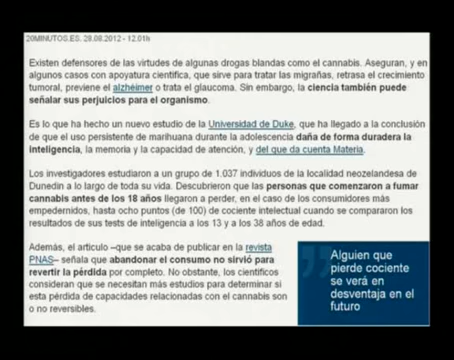 20MINUTOS.ES. 28.08.2012 - 12.01h
Existen defensores de las virtudes de algunas drogas blandas como el cannabis. Aseguran, y en
algunos casos con apoyatura científica, que sirve para tratar las migrañas, retrasa el crecimiento
tumoral, previene el alzhéimer o trata el glaucoma. Sin embargo, la ciencia también puede
señalar sus perjuicios para el organismo.
Es lo que ha hecho un nuevo estudio de la Universidad de Duke, que ha llegado a la conclusión
de que el uso persistente de marihuana durante la adolescencia daña de forma duradera la
inteligencia, la memoria y la capacidad de atención, y del que da cuenta Materia.
Los investigadores estudiaron a un grupo de 1.037 individuos de la localidad neozelandesa de
Dunedin a lo largo de toda su vida. Descubrieron que las personas que comenzaron a fumar
cannabis antes de los 18 años llegaron a perder, en el caso de los consumidores más
empedernidos, hasta ocho puntos (de 100) de cociente intelectual cuando se compararon los
resultados de sus tests de inteligencia a los 13 y a los 38 años de edad.
Además, el artículo –que se acaba de publicar en la revista
PNAS– señala que abandonar el consumo no sirvió para
revertir la pérdida por completo. No obstante, los científicos
consideran que se necesitan más estudios para determinar si
esta pérdida de capacidades relacionadas con el cannabis son
o no reversibles.
Alguien que
pierde cociente
se verá en
desventaja en el
futuro